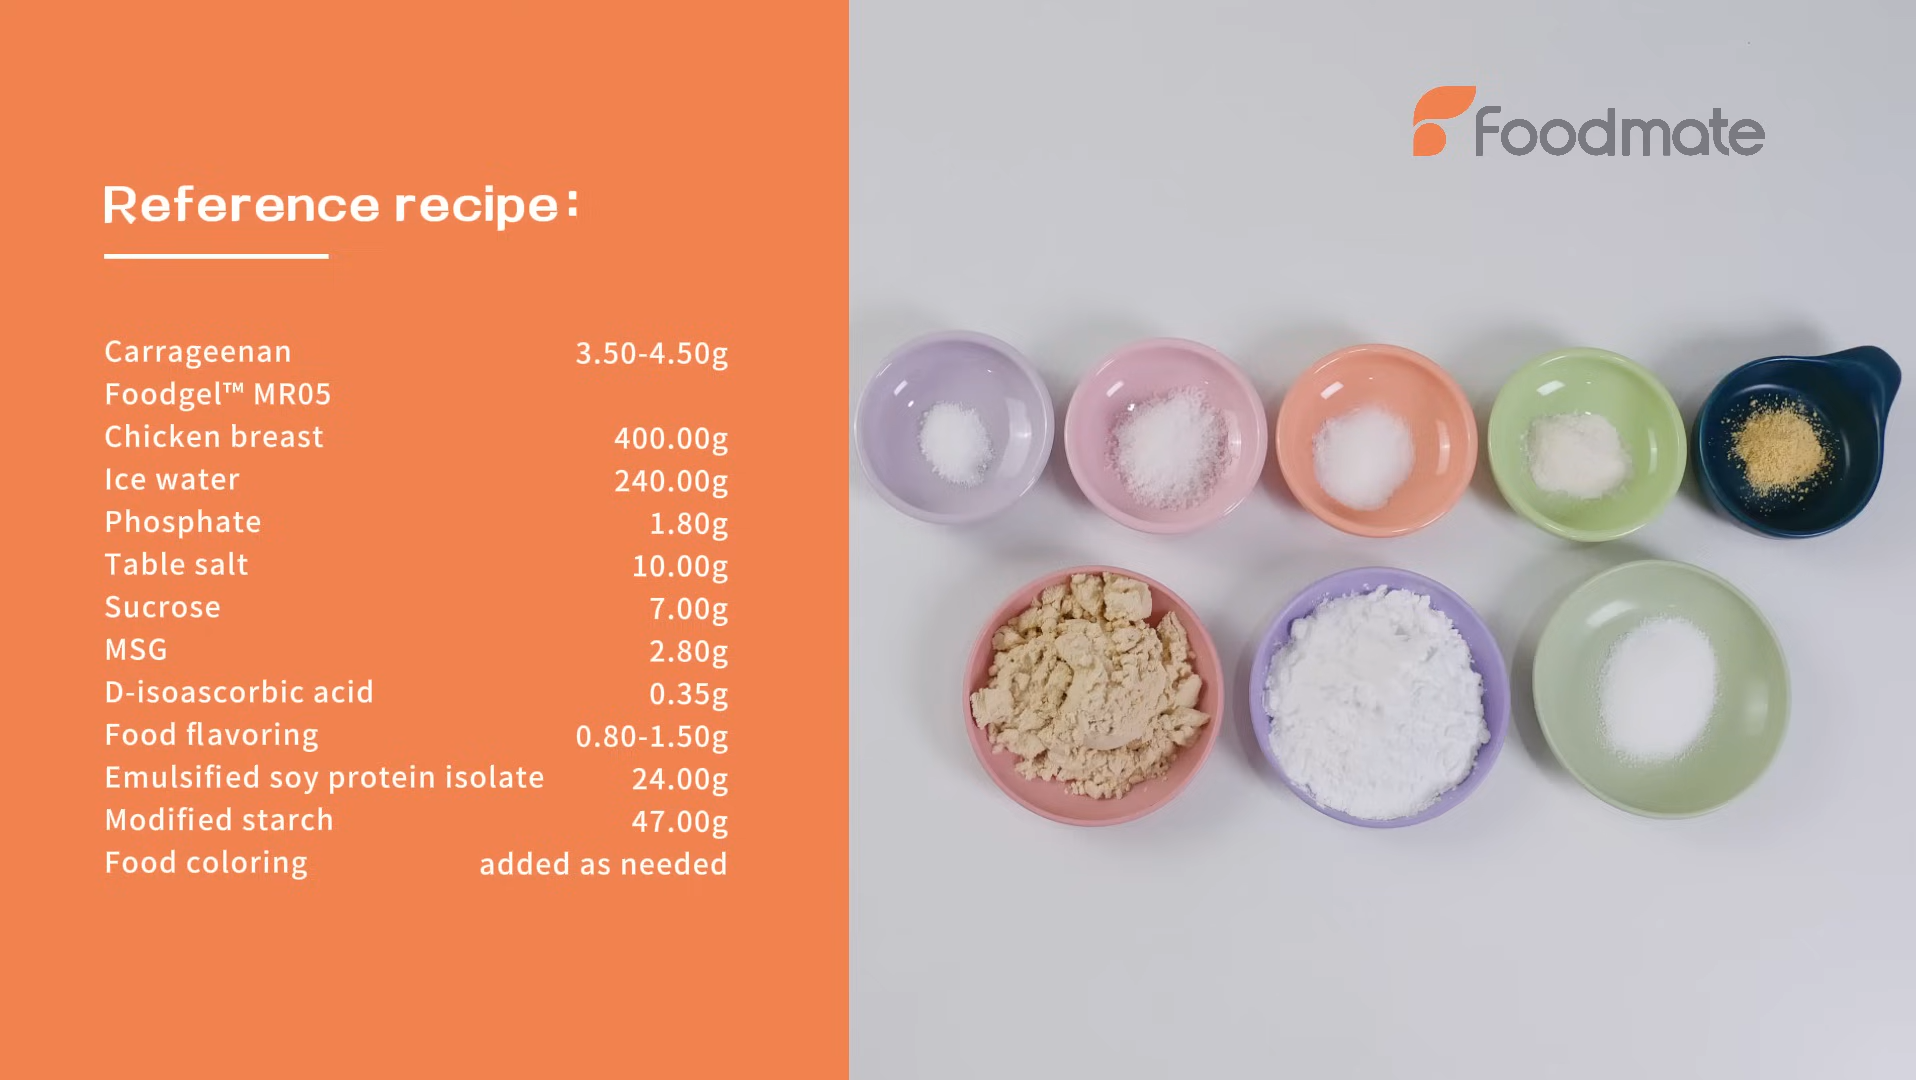 foodmate
Reference recipe:
Carrageenan 3.50-4.50g
Foodgel™ MR05
Chicken breast 400.00g
Ice water 240.00g
Phosphate 1.80g
Table salt 10.00g
Sucrose 7.00g
MSG 2.80g
D-isoascorbic acid 0.35g
Food flavoring 0.80-1.50g
Emulsified soy protein isolate 24.00g
Modified starch 47.00g
Food coloring added as needed